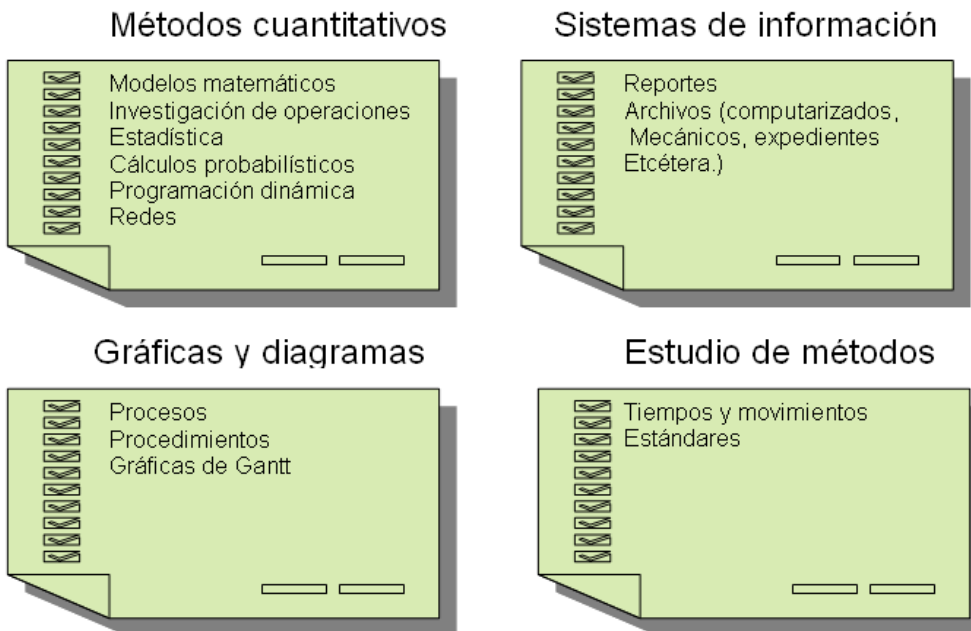 Métodos cuantitativos
Modelos matemáticos
Investigación de operaciones
Estadística
Cálculos probabilísticos
Programación dinámica
Redes
Sistemas de información
Reportes
Archivos (computarizados,
Mecánicos, expedientes
Etcétera.)
Gráficas y diagramas
Procesos
Procedimientos
Gráficas de Gantt
Estudio de métodos
Tiempos y movimientos
Estándares